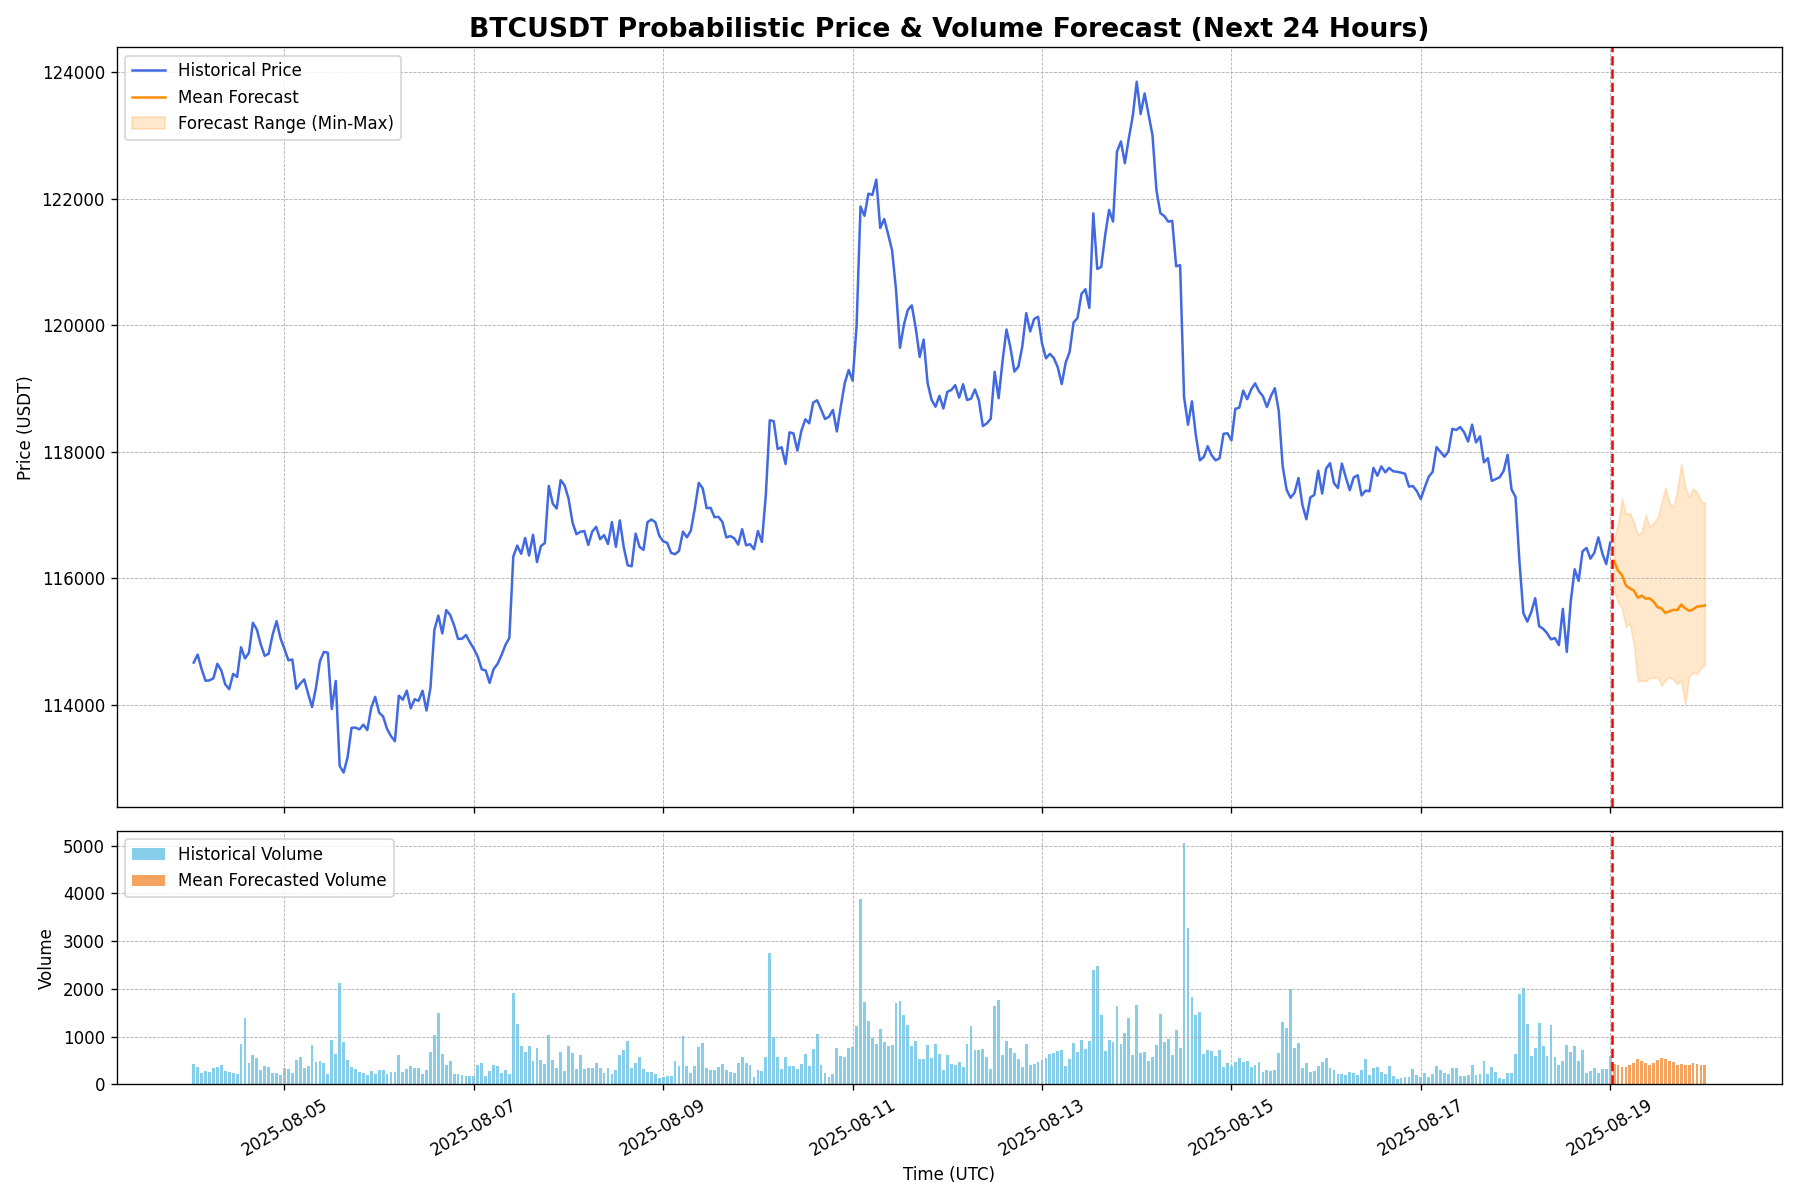 BTCUSDT Probabilistic Price & Volume Forecast (Next 24 Hours)
Historical Price
Mean Forecast
Forecast Range (Min-Max)
124000
122000
120000
118000
116000
114000
Price (USDT)
Historical Volume
Mean Forecasted Volume
5000
4000
3000
2000
1000
0
Volume
2025-08-05
2025-08-07
2025-08-09
2025-08-11
2025-08-13
2025-08-15
2025-08-17
2025-08-19
Time (UTC)